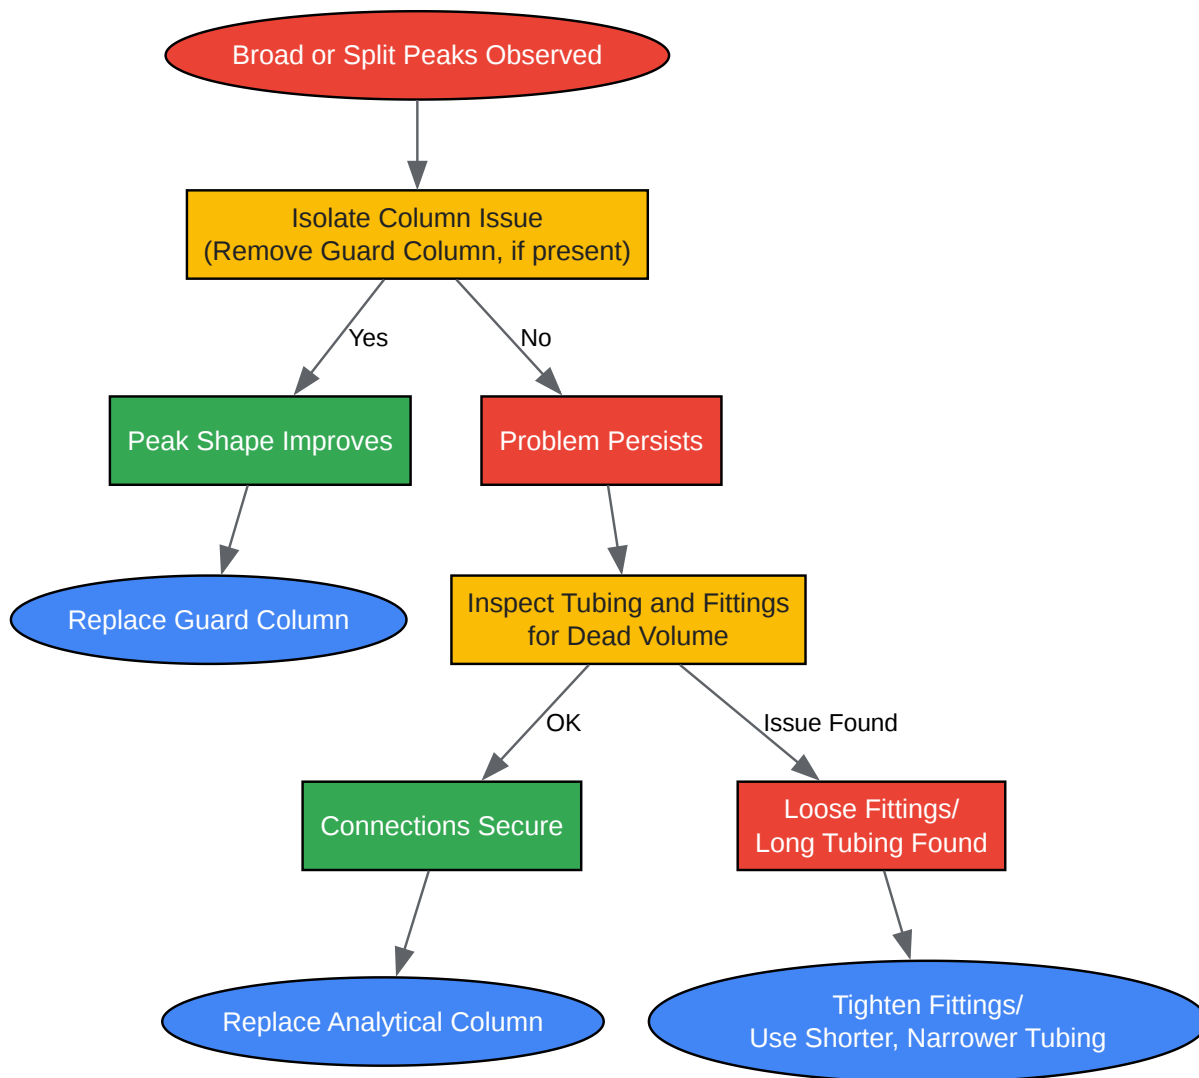 Broad or Split Peaks Observed
Isolate Column Issue
(Remove Guard Column, if present)
Yes
No
Peak Shape Improves
Problem Persists
Replace Guard Column
Inspect Tubing and Fittings
for Dead Volume
OK
Issue Found
Connections Secure
Loose Fittings/
Long Tubing Found
Replace Analytical Column
Tighten Fittings/
Use Shorter, Narrower Tubing